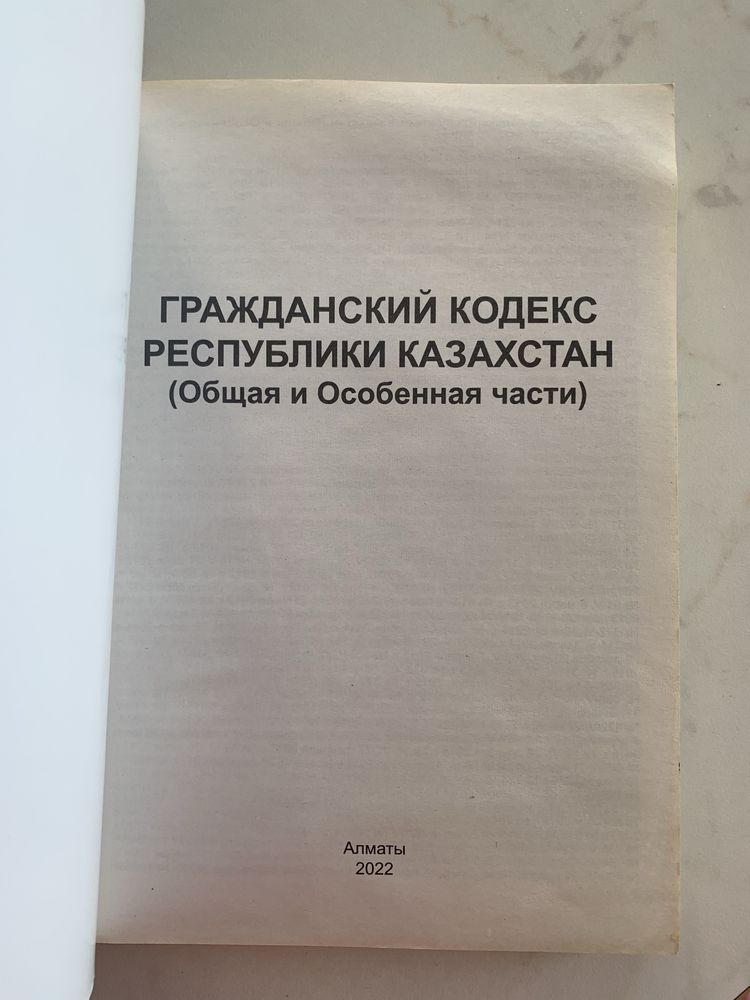 ГРАЖДАНСКИЙ КОДЕКС
РЕСПУБЛИКИ КАЗАХСТАН
(Общая и Особенная части)
Алматы
2022